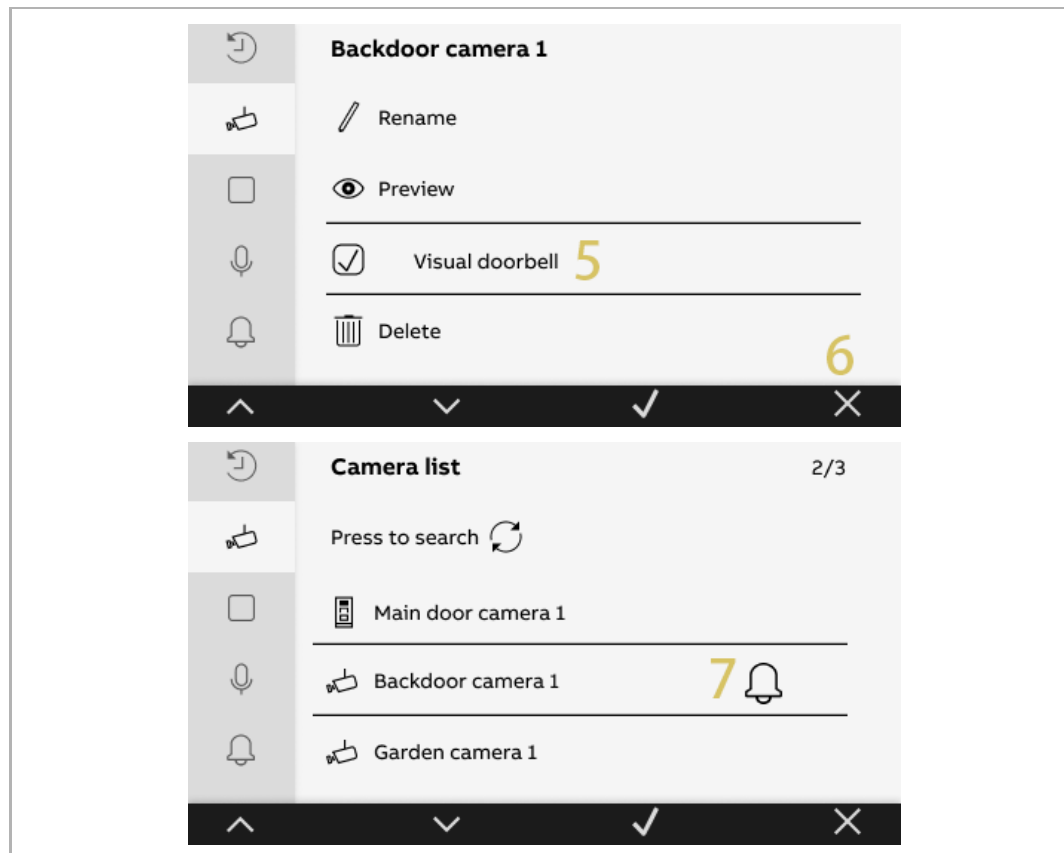 Backdoor camera 1
Rename
Preview
Visual doorbell 5
Delete
6
Camera list 2/3
Press to search
Main door camera 1
Backdoor camera 1 7
Garden camera 1